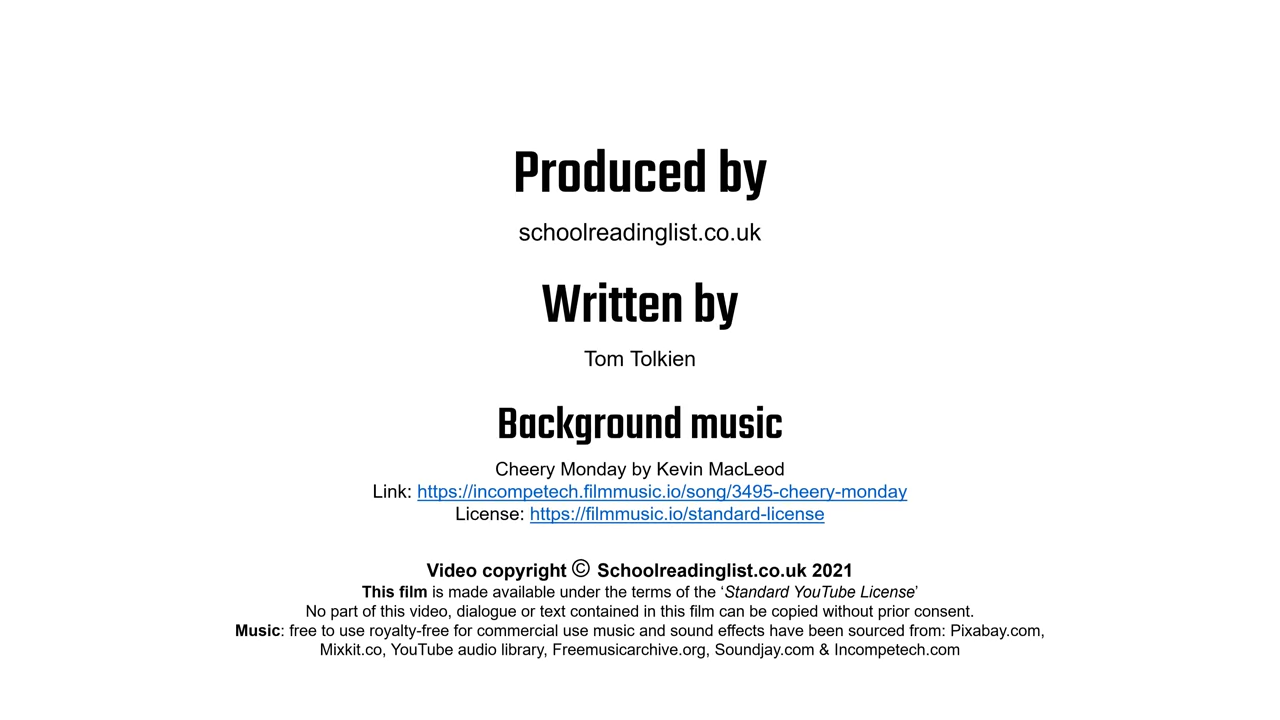 Produced by
schoolreadinglist.co.uk
Written by
Tom Tolkien
Background music
Cheery Monday by Kevin MacLeod
Link: https://incompetech.filmmusic.io/song/3495-cheery-monday
License: https://filmmusic.io/standard-license
Video copyright © Schoolreadinglist.co.uk 2021
This film is made available under the terms of the ‘Standard YouTube License’
No part of this video, dialogue or text contained in this film can be copied without prior consent.
Music: free to use royalty-free for commercial use music and sound effects have been sourced from: Pixabay.com,
Mixkit.co, YouTube audio library, Freemusicarchive.org, Soundjay.com & Incompetech.com